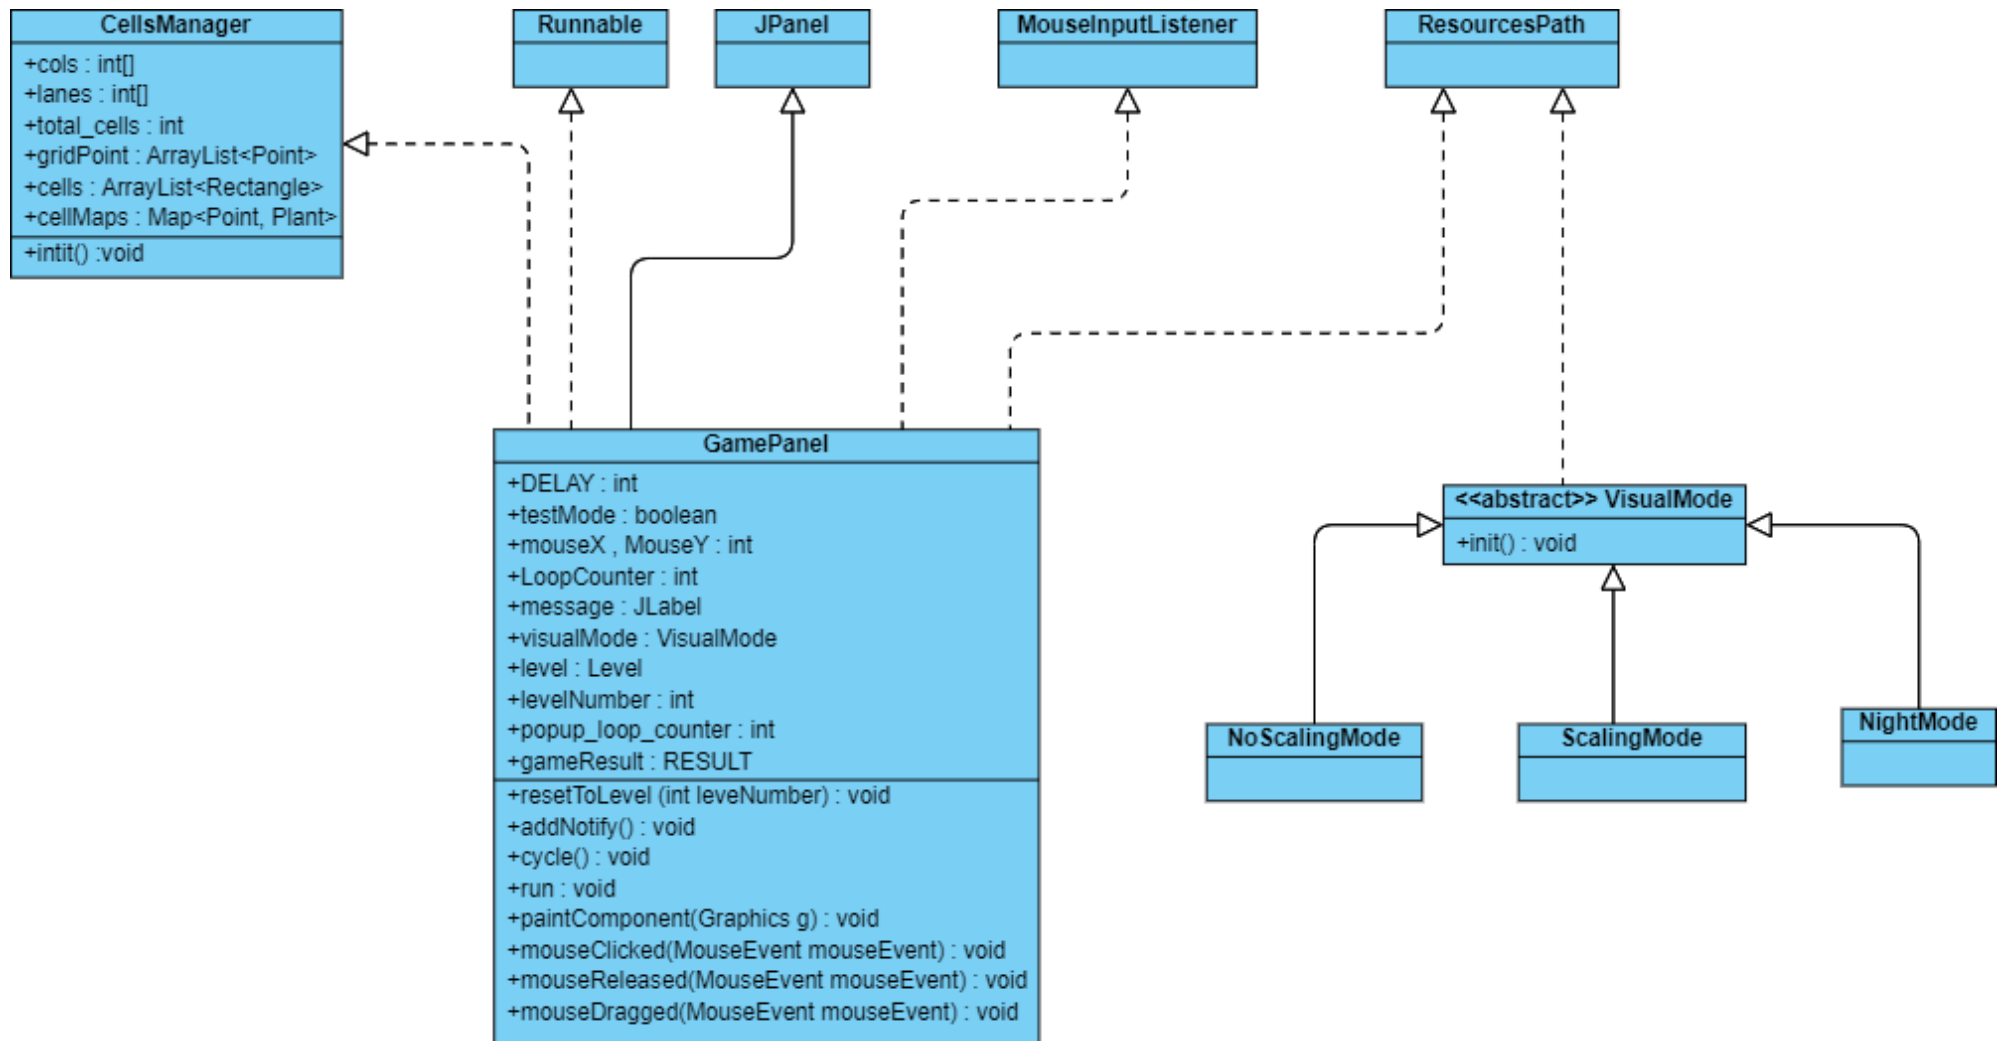 CellsManager
+cols : int[]
+lanes : int[]
+total_cells : int
+gridPoint : ArrayList<Point>
+cells : ArrayList<Rectangle>
+cellMaps : Map<Point, Plant>
+intit() :void
Runnable
JPanel
MouseInputListener
ResourcesPath
GamePanel
+DELAY : int
+testMode : boolean
+mouseX , MouseY : int
+LoopCounter : int
+message : JLabel
+visualMode : VisualMode
+level : Level
+levelNumber : int
+popup_loop_counter : int
+gameResult : RESULT
+resetToLevel (int leveNumber) : void
+addNotify() : void
+cycle() : void
+run : void
+paintComponent(Graphics g) : void
+mouseClicked(MouseEvent mouseEvent) : void
+mouseReleased(MouseEvent mouseEvent) : void
+mouseDragged(MouseEvent mouseEvent) : void
<<abstract>> VisualMode
+init() : void
NoScalingMode
ScalingMode
NightMode